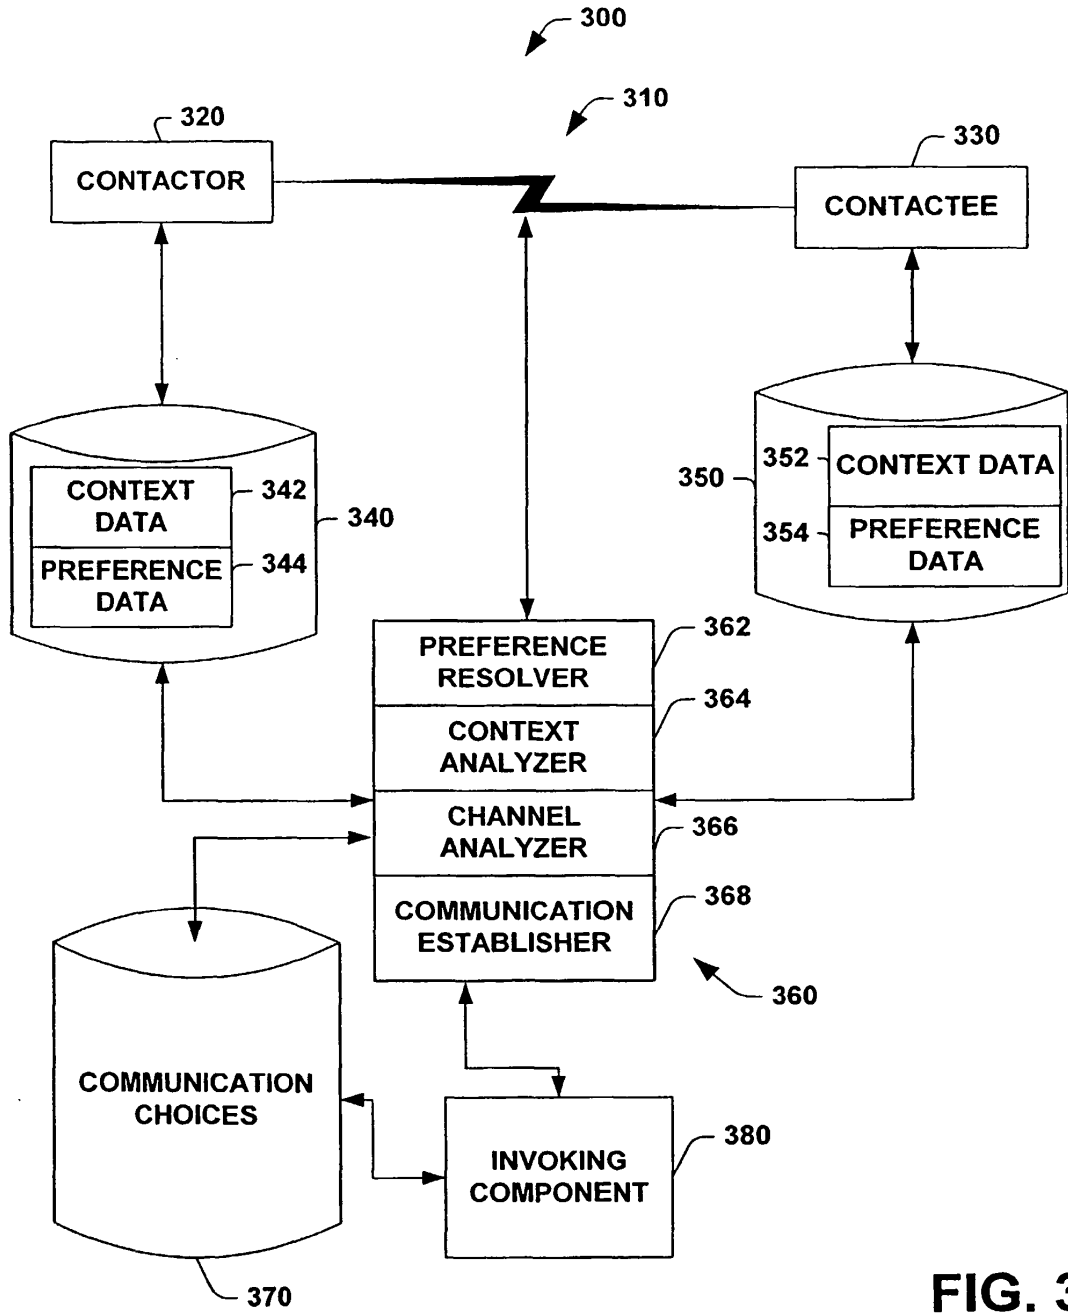 300
310
320
330
CONTACTOR
CONTACTEE
CONTEXT
DATA
342
340
PREFERENCE
DATA
344
350
352
CONTEXT DATA
354
PREFERENCE
DATA
PREFERENCE
RESOLVER
362
CONTEXT
ANALYZER
364
CHANNEL
ANALYZER
366
COMMUNICATION
ESTABLISHER
368
360
COMMUNICATION
CHOICES
370
INVOKING
COMPONENT
380
FIG. 3